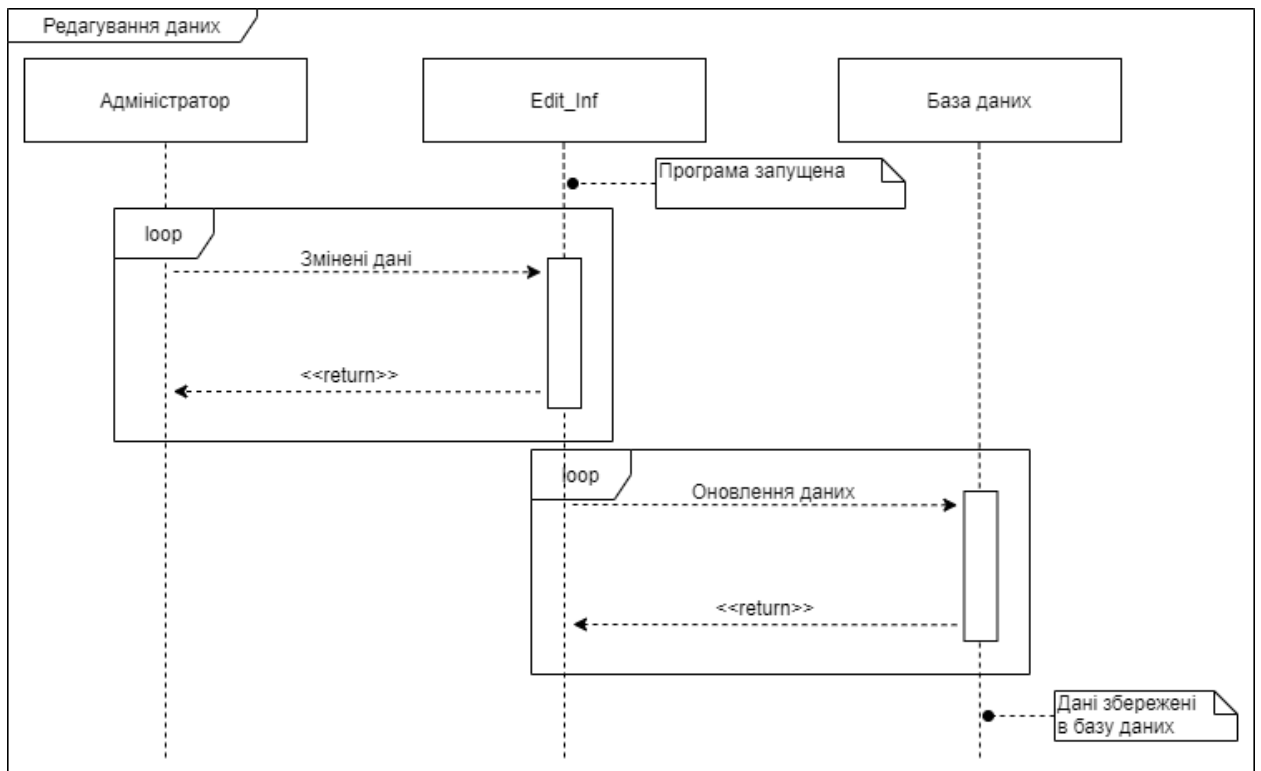 Редагування даних
Адміністратор
Edit_Inf
База даних
Програма запущена
loop
Змінені дані
<<return>>
loop
Оновлення даних
<<return>>
Дані збережені
в базу даних